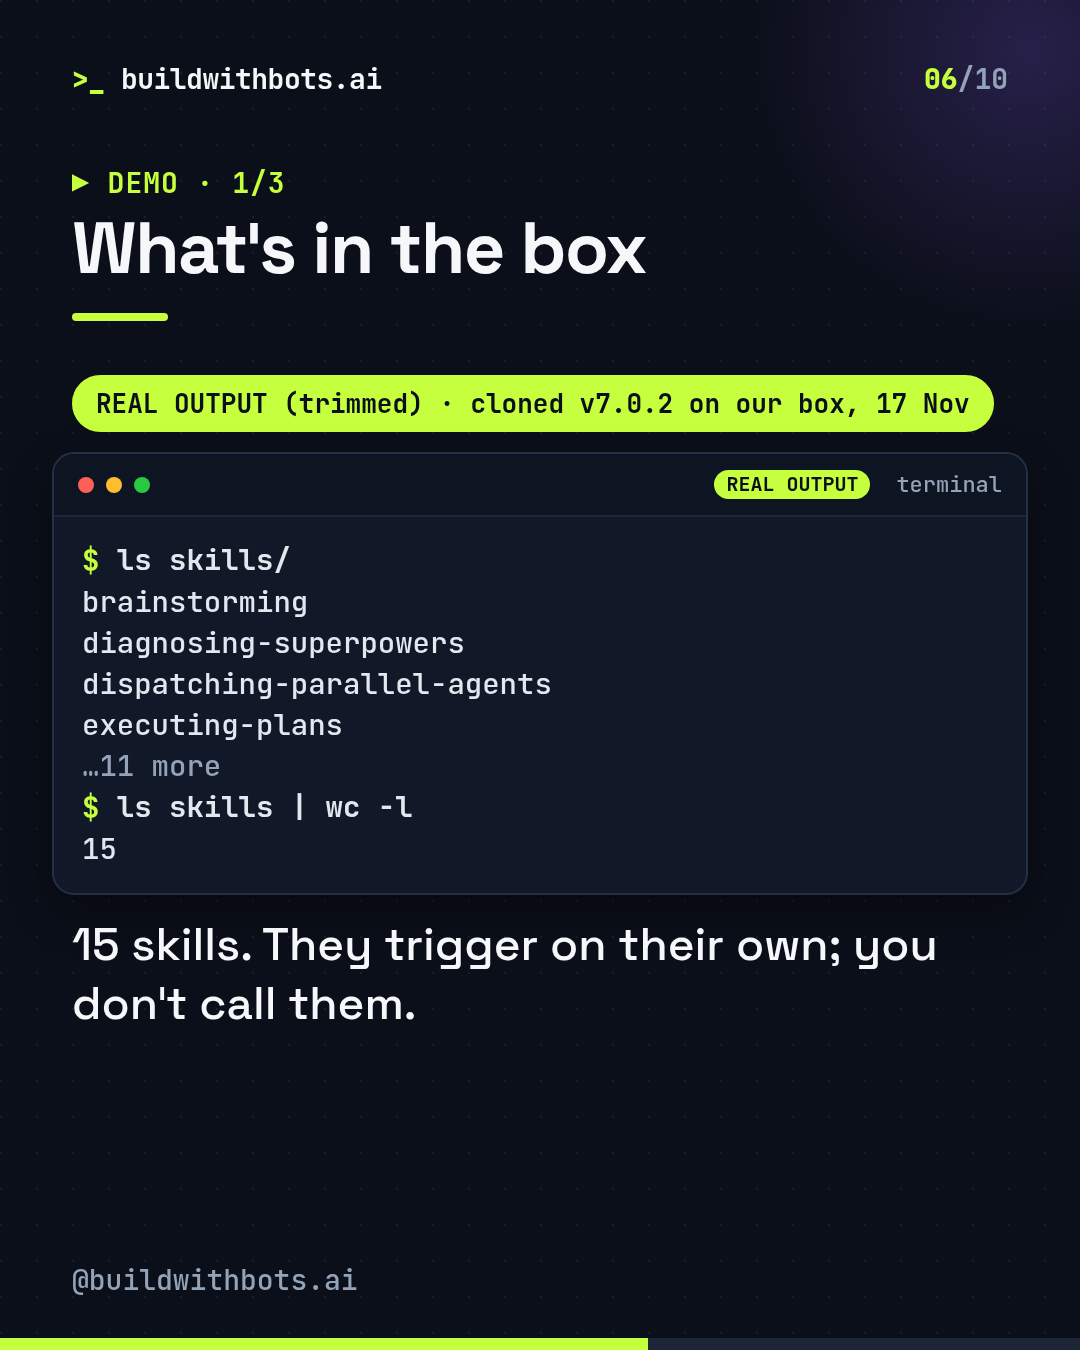 >_ buildwithbots.ai
06/10
▶ DEMO · 1/3
What's in the box
REAL OUTPUT (trimmed) · cloned v7.0.2 on our box, 17 Nov
REAL OUTPUT terminal
$ ls skills/
brainstorming
diagnosing-superpowers
dispatching-parallel-agents
executing-plans
…11 more
$ ls skills | wc -l
15
15 skills. They trigger on their own; you
don't call them.
@buildwithbots.ai